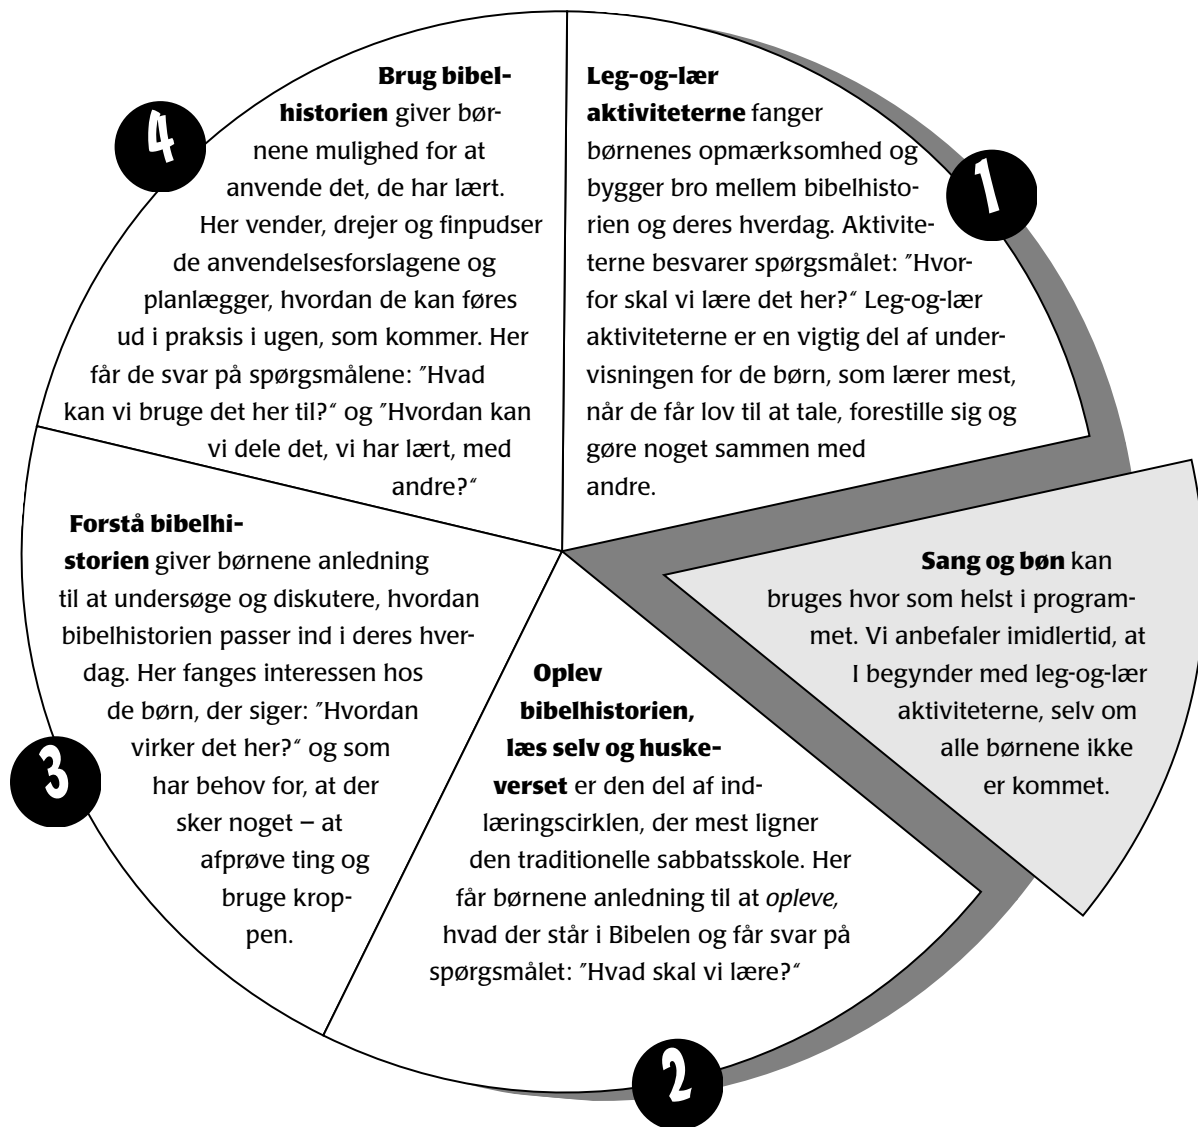 1
Leg-og-lær
aktiviteterne fanger
børnenes opmærksomhed og
bygger bro mellem bibelhisto-
rien og deres hverdag. Aktivite-
terne besvarer spørgsmålet: ”Hvor-
for skal vi lære det her?“ Leg-og-lær
aktiviteterne er en vigtig del af under-
visningen for de børn, som lærer mest,
når de får lov til at tale, forestille sig og
gøre noget sammen med
andre.
Sang og bøn kan
bruges hvor som helst i program-
met. Vi anbefaler imidlertid, at
I begynder med leg-og-lær
aktiviteterne, selv om
alle børnene ikke
er kommet.
2
Oplev
bibelhistorien,
læs selv og huske-
verset er den del af ind-
læringscirklen, der mest ligner
den traditionelle sabbatsskole. Her
får børnene anledning til at opleve,
hvad der står i Bibelen og får svar på
spørgsmålet: ”Hvad skal vi lære?“
3
Forstå bibelhi-
storien giver børnene anledning
til at undersøge og diskutere, hvordan
bibelhistorien passer ind i deres hver-
dag. Her fanges interessen hos
de børn, der siger: ”Hvordan
virker det her?“ og som
har behov for, at der
sker noget – at
afprøve ting og
bruge krop-
pen.
4
Brug bibel-
historien giver bør-
nene mulighed for at
anvende det, de har lært.
Her vender, drejer og finpudser
de anvendelsesforslagene og
planlægger, hvordan de kan føres
ud i praksis i ugen, som kommer. Her
får de svar på spørgsmålene: ”Hvad
kan vi bruge det her til?“ og ”Hvordan kan
vi dele det, vi har lært, med
andre?“